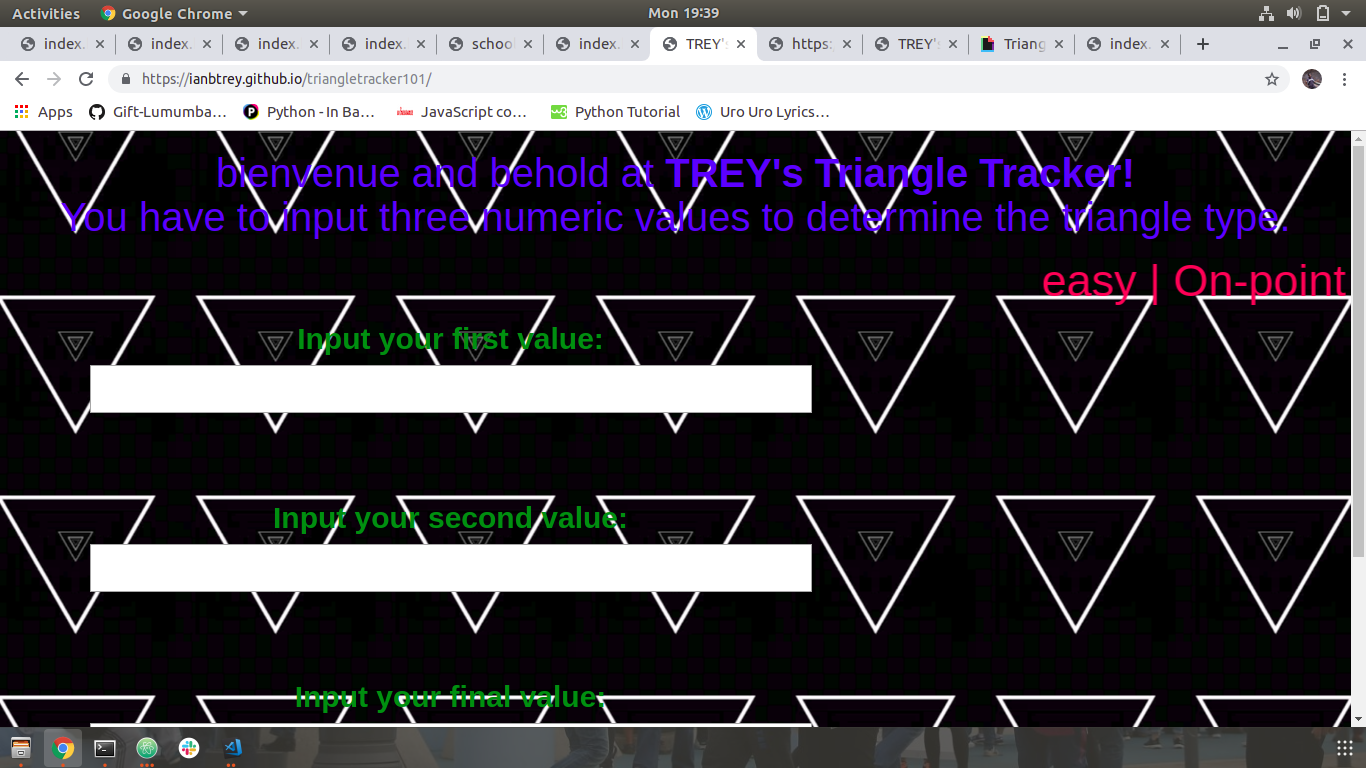 Activities Google Chrome Mon 19:39
index. index. index. index. schoo index. TREY' https: TREY' Triang index.
https://ianbtrey.github.io/triangletracker101/
Apps Gift-Lumumba... Python - In Ba... JavaScript co... Python Tutorial Uro Uro Lyrics...
bienvenue and behold at TREY's Triangle Tracker!
You have to input three numeric values to determine the triangle type.
easy | On-point
Input your first value:
Input your second value:
Input your final value: